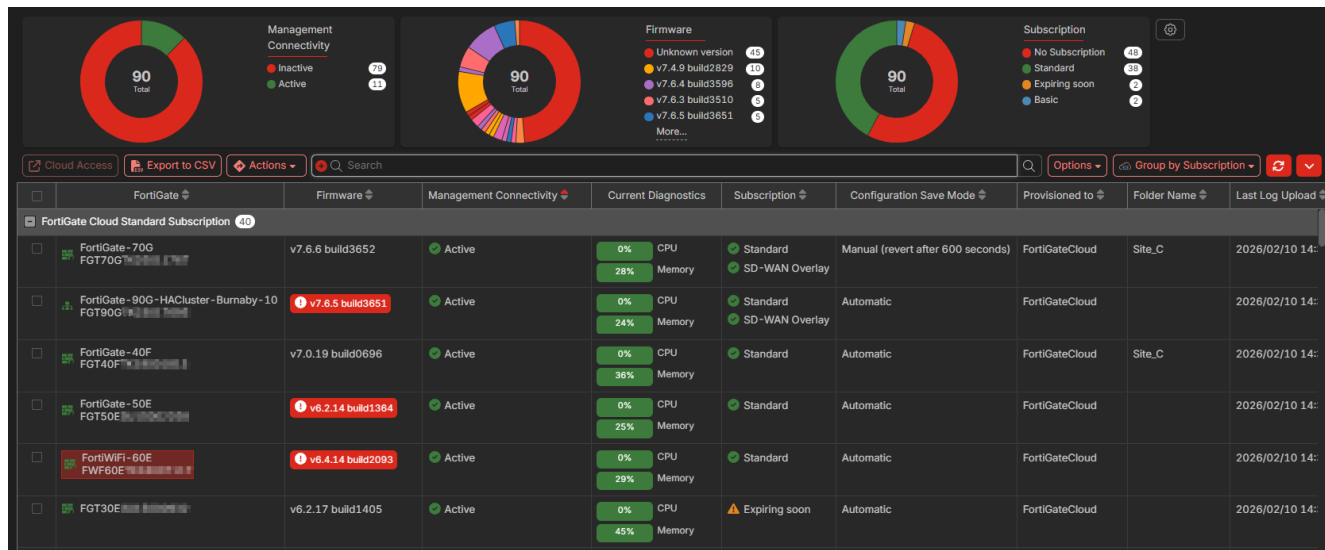 Management
Connectivity
Inactive 79
Active 11
90
Total
Firmware
Unknown version 45
v7.4.9 build2829 10
v7.6.4 build3596 8
v7.6.3 build3510 5
v7.6.5 build3651 5
More...
90
Total
Subscription
No Subscription 48
Standard 38
Expiring soon 2
Basic 2
90
Total
Cloud Access Export to CSV Actions Search Options Group by Subscription
FortiGate Firmware Management Connectivity Current Diagnostics Subscription Configuration Save Mode Provisioned to Folder Name Last Log Upload
FortiGate Cloud Standard Subscription 40
FortiGate-70G v7.6.6 build3652 Active 0% CPU Standard Manual (revert after 600 seconds) FortiGateCloud Site_C 2026/02/10 14:
FGT70G 28% Memory SD-WAN Overlay
FortiGate-90G-HACluster-Burnaby-10 v7.6.5 build3651 Active 0% CPU Standard Automatic FortiGateCloud 2026/02/10 14:
FGT90G 24% Memory SD-WAN Overlay
FortiGate-40F v7.0.19 build0696 Active 0% CPU Standard Automatic FortiGateCloud Site_C 2026/02/10 14:
FGT40F 36% Memory
FortiGate-50E v6.2.14 build1364 Active 0% CPU Standard Automatic FortiGateCloud 2026/02/10 14:
FGT50E 25% Memory
FortiWiFi-60E v6.4.14 build2093 Active 0% CPU Standard Automatic FortiGateCloud 2026/02/10 14:
FWF60E 29% Memory
FGT30E v6.2.17 build1405 Active 0% CPU Expiring soon Automatic FortiGateCloud 2026/02/10 14:
45% Memory